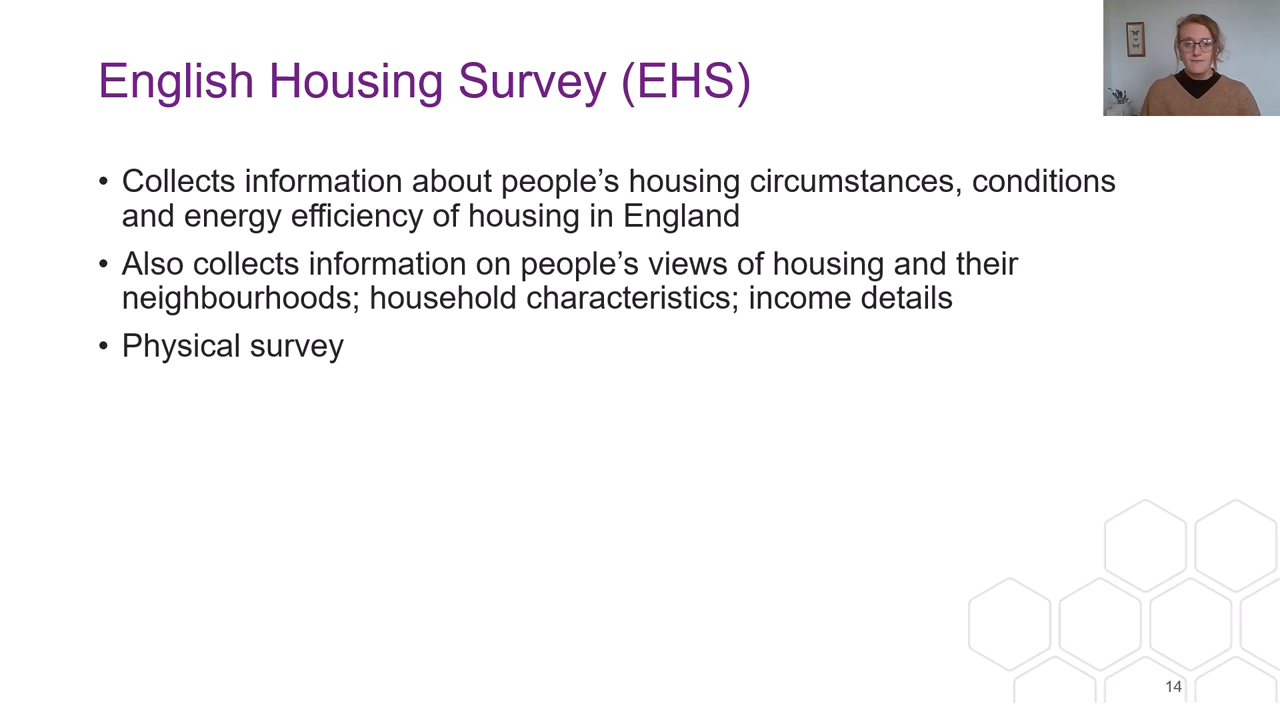 English Housing Survey (EHS)
• Collects information about people’s housing circumstances, conditions
and energy efficiency of housing in England
• Also collects information on people’s views of housing and their
neighbourhoods; household characteristics; income details
• Physical survey
14